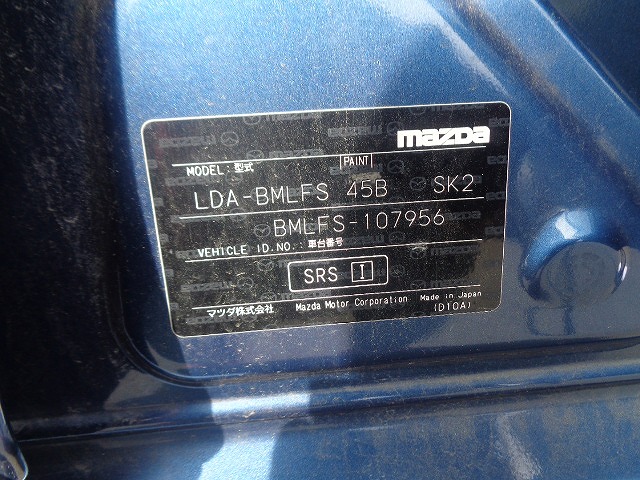 mazda
MODEL: 型式 PAINT
LDA-BMLFS 45B SK2
BMLFS-107956
VEHICLE ID.NO.: 車台番号
SRS I
マツダ株式会社 Mazda Motor Corporation Made in Japan
(D10A)